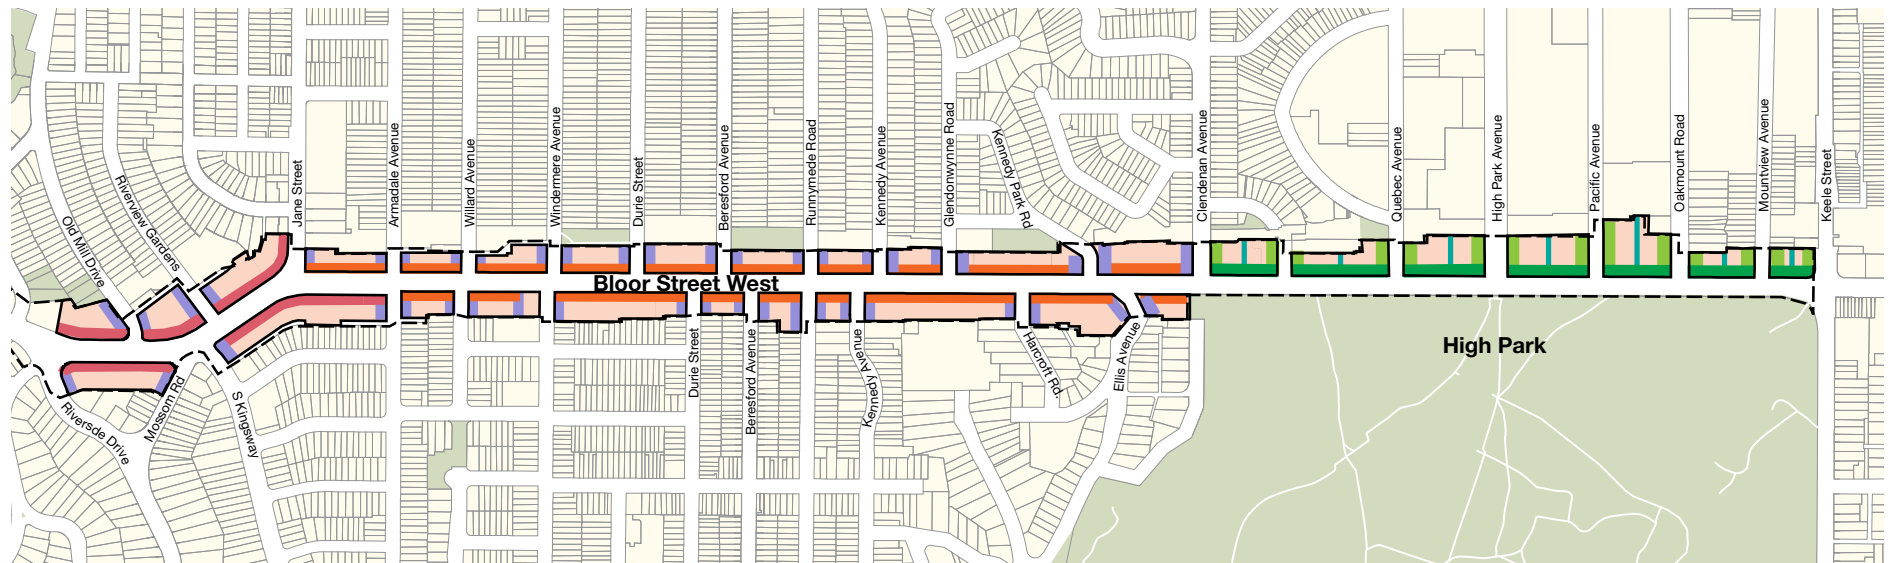 Old Mill Drive
Riverview Gardens
Jane Street
Armadale Avenue
Willard Avenue
Windermere Avenue
Durie Street
Beresford Avenue
Runnymede Road
Kennedy Avenue
Glendonwynne Road
Kennedy Park Rd
Clendenan Avenue
Quebec Avenue
High Park Avenue
Pacific Avenue
Oakmount Road
Mountview Avenue
Keele Street
Bloor Street West
High Park
Riversde Drive
Mossom Rd
S Kingsway
Durie Street
Beresford Avenue
Kennedy Avenue
Harcroft Rd.
Ellis Avenue